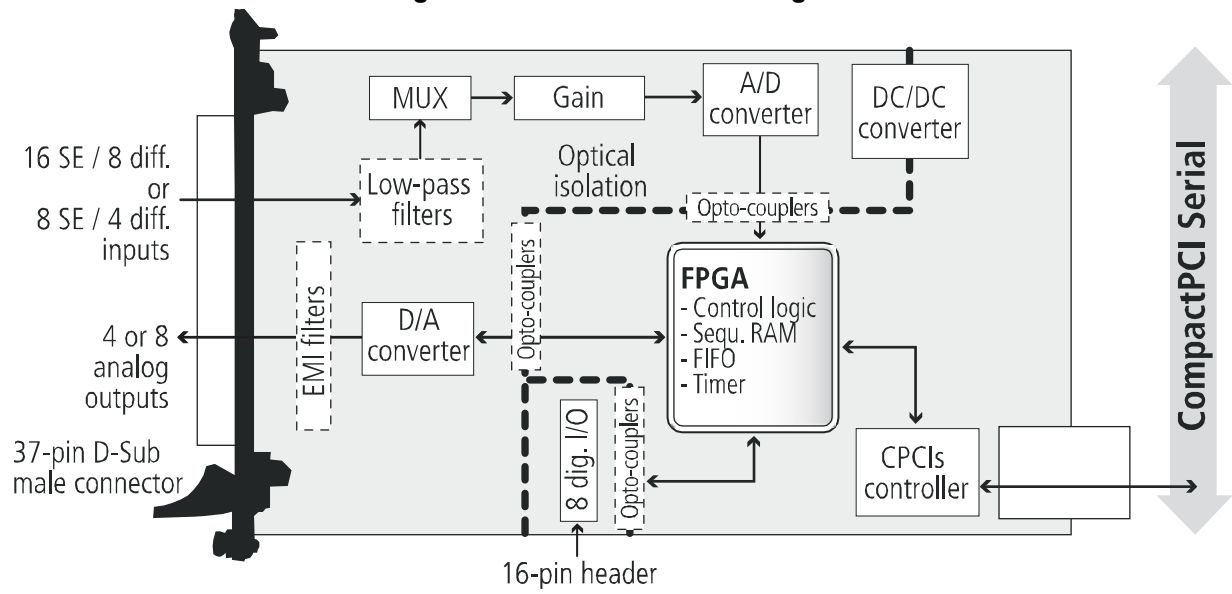 MUX
Gain
A/D
converter
DC/DC
converter
16 SE / 8 diff.
or
8 SE / 4 diff.
inputs
Low-pass
filters
Optical
isolation
Opto-couplers
Opto-couplers
EMI filters
4 or 8
analog
outputs
D/A
converter
FPGA
- Control logic
- Sequ. RAM
- FIFO
- Timer
CompactPCI Serial
37-pin D-Sub
male connector
8 dig. I/O
Opto-couplers
CPCIs
controller
16-pin header